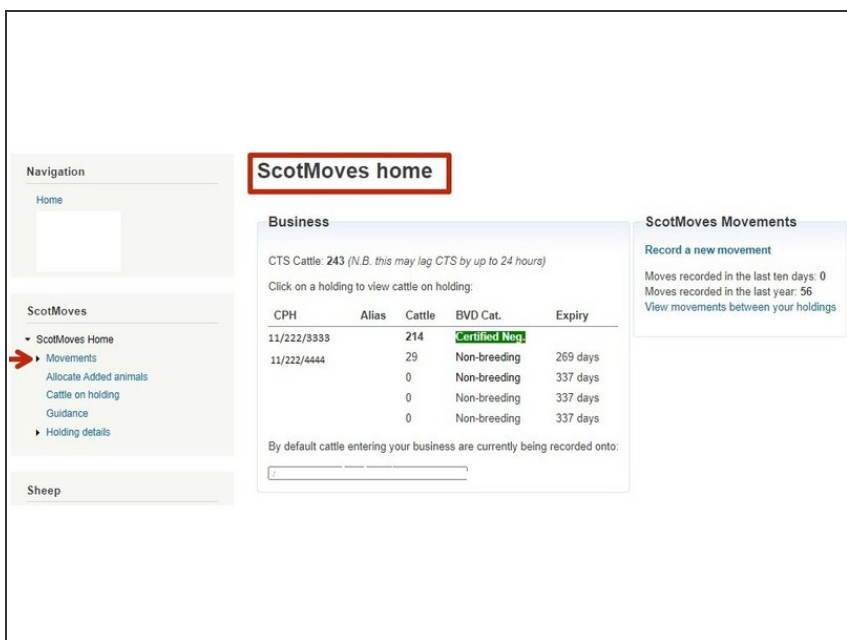 Navigation
Home
ScotMoves
ScotMoves Home
Movements
Allocate Added animals
Cattle on holding
Guidance
Holding details
Sheep
ScotMoves home
Business
CTS Cattle: 243 (N.B. this may lag CTS by up to 24 hours)
Click on a holding to view cattle on holding:
CPH Alias Cattle BVD Cat. Expiry
11/222/3333 214 Certified Neg.
11/222/4444 29 Non-breeding 269 days
0 Non-breeding 337 days
0 Non-breeding 337 days
0 Non-breeding 337 days
By default cattle entering your business are currently being recorded onto:
ScotMoves Movements
Record a new movement
Moves recorded in the last ten days: 0
Moves recorded in the last year: 56
View movements between your holdings